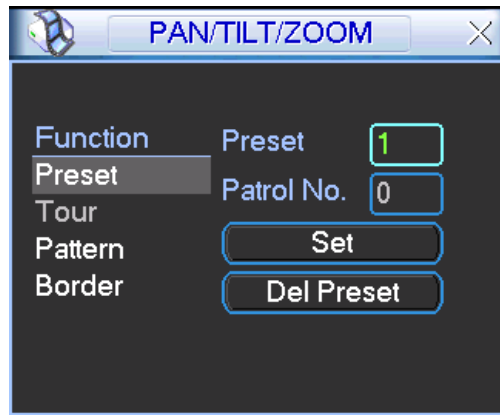 PAN/TILT/ZOOM
Function
Preset
Tour
Pattern
Border
Preset 1
Patrol No. 0
Set
Del Preset